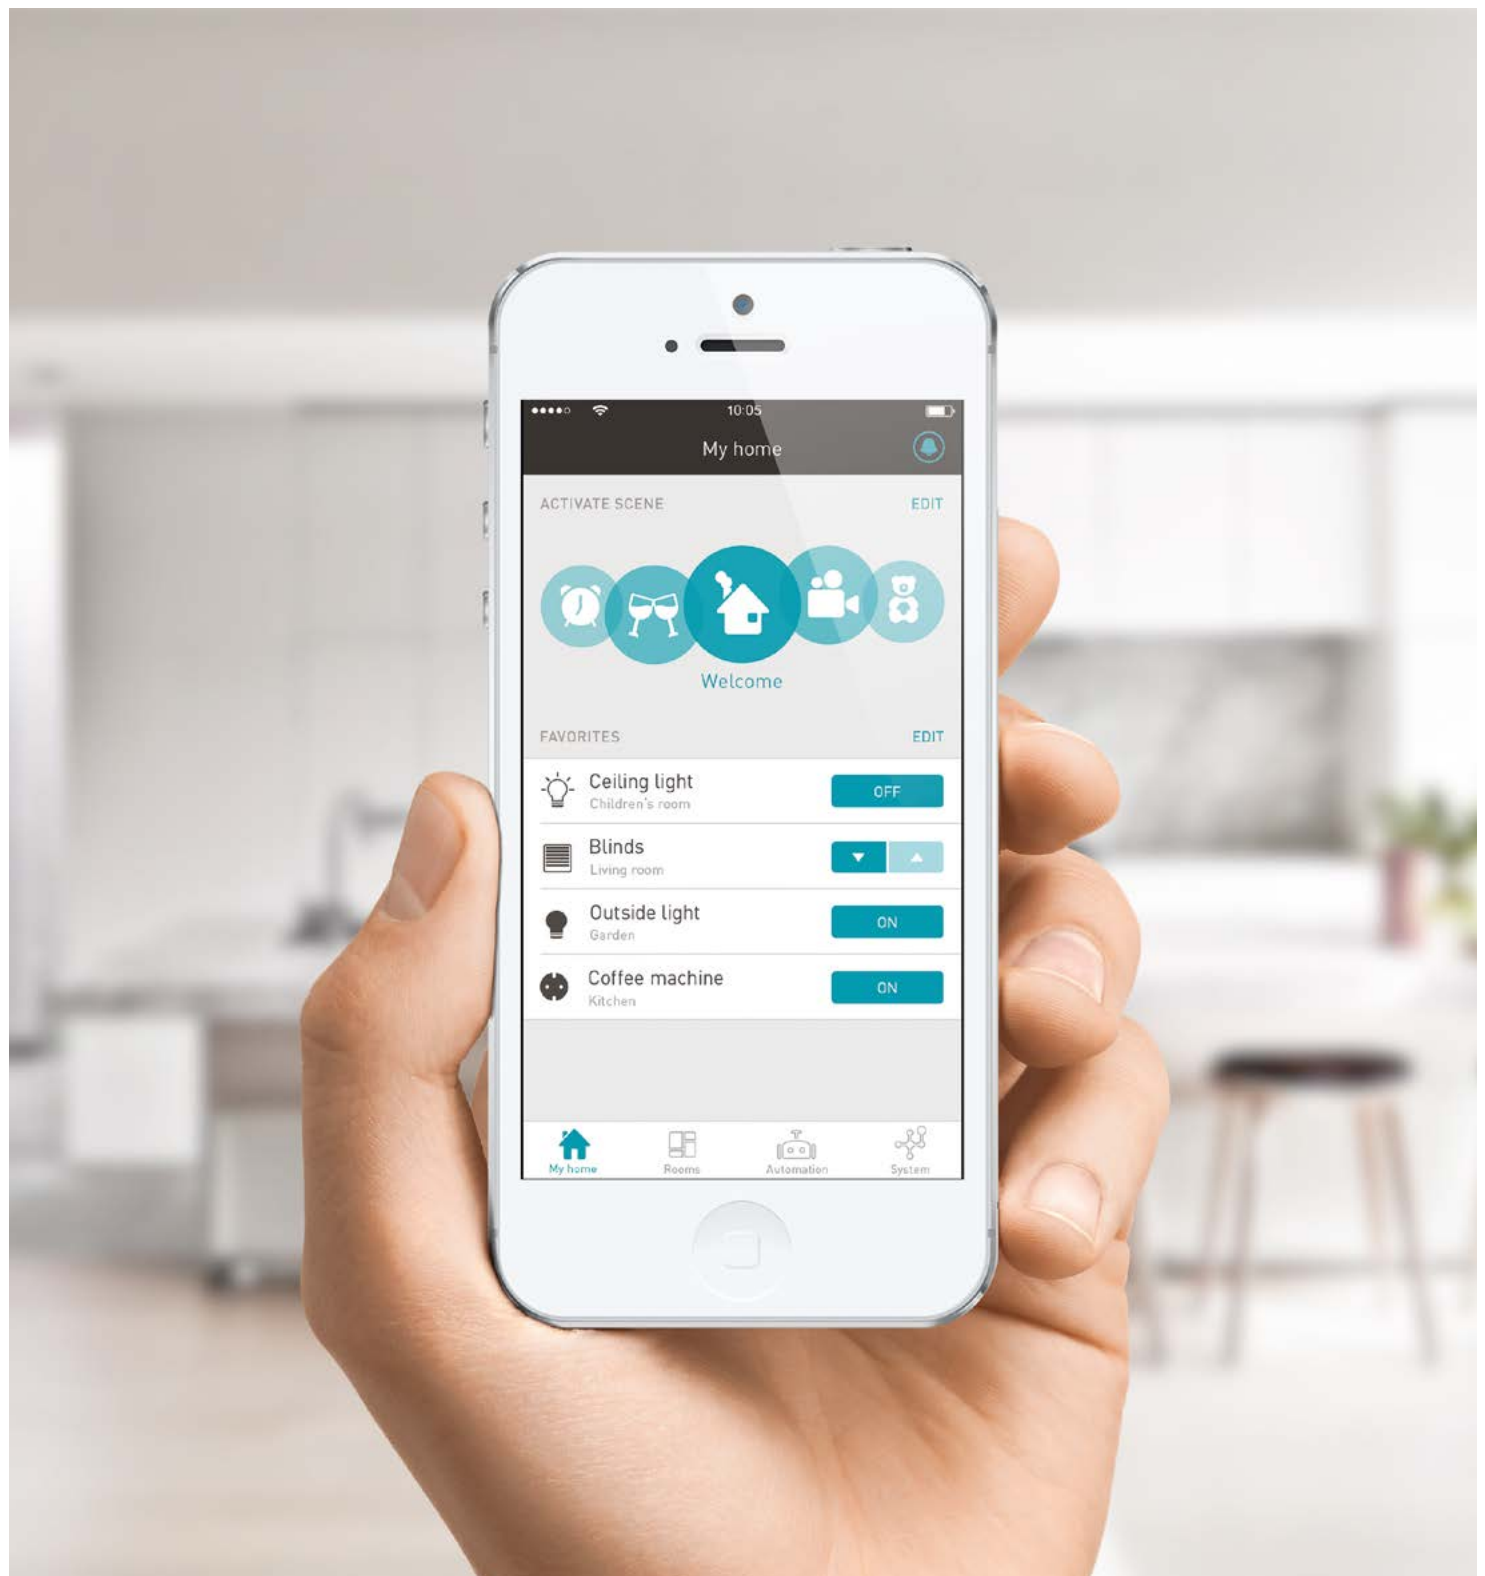 10:05
My home
ACTIVATE SCENE EDIT
Welcome
FAVORITES EDIT
Ceiling light
Children's room
OFF
Blinds
Living room
Outside light
Garden
ON
Coffee machine
Kitchen
ON
My home Rooms Automation System